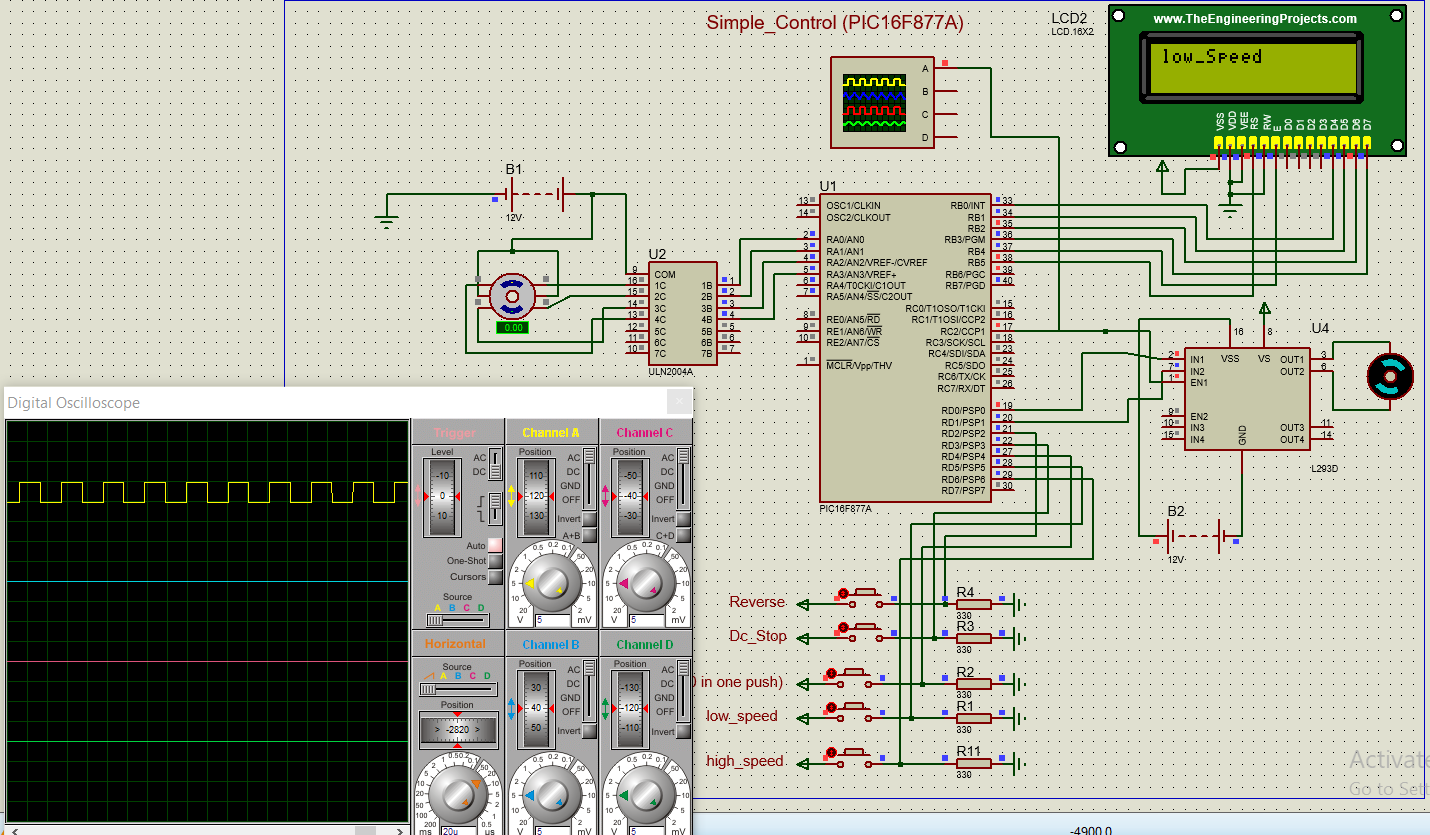 Simple_Control (PIC16F877A)
LCD2
LCD.16X2
www.TheEngineeringProjects.com
low_Speed
VSS VDD VEE RS RW E D0 D1 D2 D3 D4 D5 D6 D7
A
B
C
D
B1
12V
U2
9 COM
16 1C 1B 1
15 2C 2B 2
14 3C 3B 3
13 4C 4B 4
12 5C 5B 5
11 6C 6B 6
10 7C 7B 7
ULN2004A
0.00
U1
13 OSC1/CLKIN RB0/INT 33
14 OSC2/CLKOUT RB1 34
RB2 35
2 RA0/AN0 RB3/PGM 36
3 RA1/AN1 RB4 37
4 RA2/AN2/VREF-/CVREF RB5 38
5 RA3/AN3/VREF+ RB6/PGC 39
6 RA4/T0CKI/C1OUT RB7/PGD 40
7 RA5/AN4/SS/C2OUT
RC0/T1OSO/T1CKI 15
8 RE0/AN5/RD RC1/T1OSI/CCP2 16
9 RE1/AN6/WR RC2/CCP1 17
10 RE2/AN7/CS RC3/SCK/SCL 18
RC4/SDI/SDA 23
1 MCLR/Vpp/THV RC5/SDO 24
RC6/TX/CK 25
RC7/RX/DT 26
RD0/PSP0 19
RD1/PSP1 20
RD2/PSP2 21
RD3/PSP3 22
RD4/PSP4 27
RD5/PSP5 28
RD6/PSP6 29
RD7/PSP7 30
PIC16F877A
U4
16 8
VSS VS
2 IN1 OUT1 3
7 IN2 OUT2 6
1 EN1
9 EN2
10 IN3 OUT3 11
15 IN4 OUT4 14
GND
L293D
B2
12V
Reverse
R4
330
Dc_Stop
R3
330
in one push)
R2
330
low_speed
R1
330
high_speed
R11
330
Digital Oscilloscope
Trigger
Level
-10
0
10
AC
DC
Auto
One-Shot
Cursors
Source
A B C D
Channel A
Position
110
-120
-130
AC
DC
GND
OFF
Invert
A+B
5
V 5 mV
Channel C
Position
-50
-40
-30
AC
DC
GND
OFF
Invert
C+D
5
V 5 mV
Horizontal
Source
A B C D
Position
> -2820 >
ms 20u us
Channel B
Position
30
40
50
AC
DC
GND
OFF
Invert
V 5 mV
Channel D
Position
-130
-120
-110
AC
DC
GND
OFF
Invert
V 5 mV
Activate
Go to Sett
-4900.0